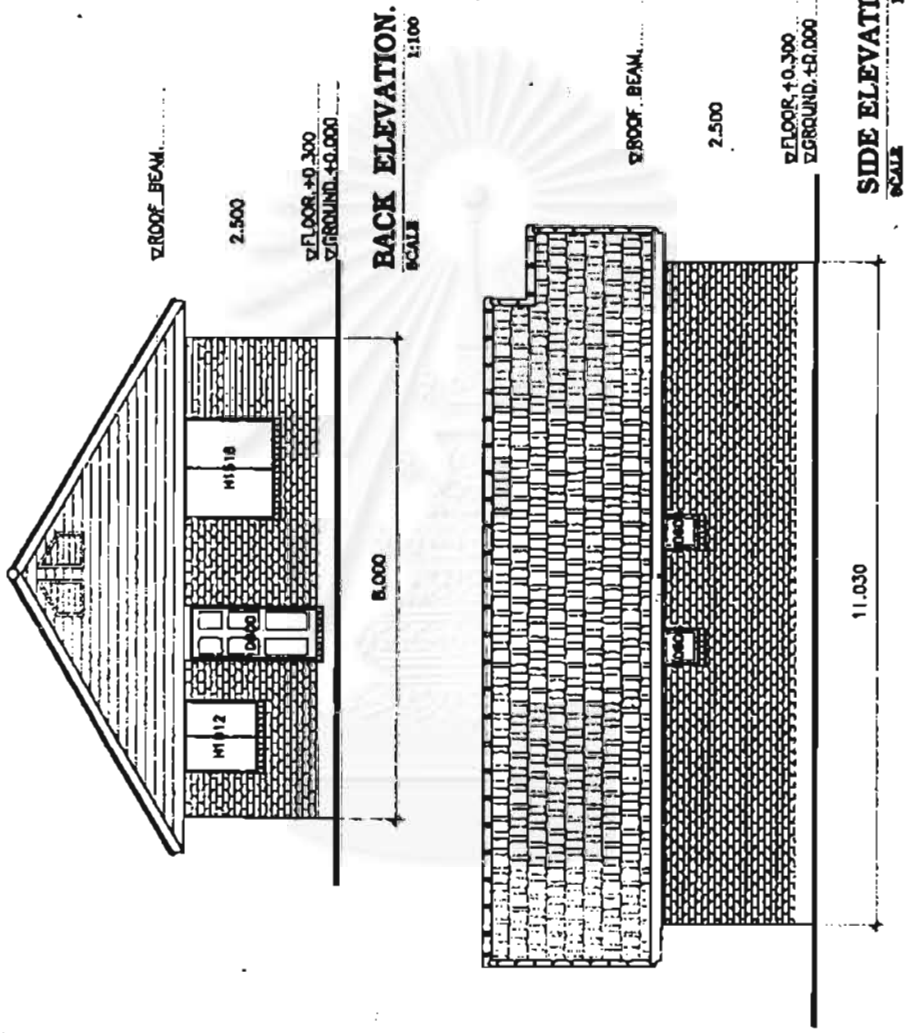 ∇ROOF BEAM.
2.500
∇FLOOR.+0.300
∇GROUND.±0.000
M1012
D800
M1518
8.000
BACK ELEVATION.
SCALE 1:100
∇ROOF BEAM.
2.500
∇FLOOR.+0.300
∇GROUND.±0.000
11.030
SIDE ELEVATI
SCALE